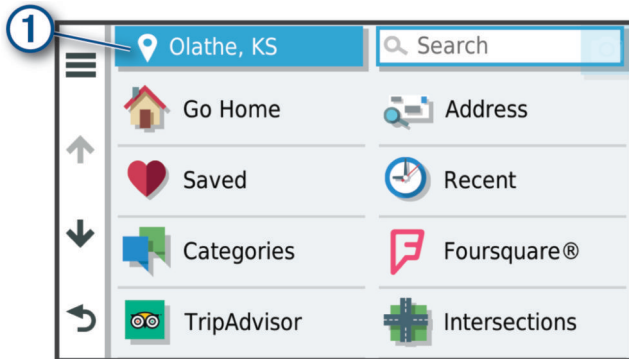 1
Olathe, KS
Search
Go Home
Address
Saved
Recent
Categories
Foursquare®
TripAdvisor
Intersections